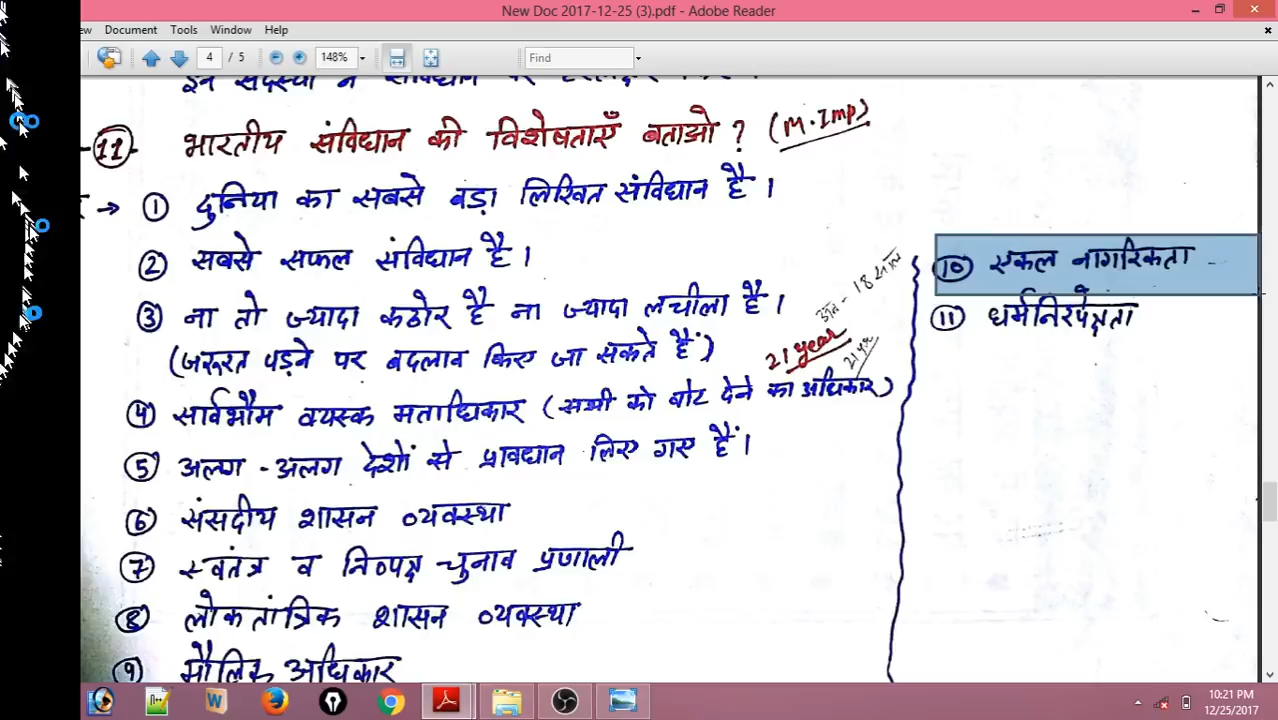 New Doc 2017-12-25 (3).pdf - Adobe Reader
ew Document Tools Window Help
4 / 5 148% Find
-11- भारतीय संविधान की विशेषताएँ बताओ ? (M.Imp)
→ ① दुनिया का सबसे बड़ा लिखित संविधान है ।
② सबसे सफल संविधान है ।
③ ना तो ज्यादा कठोर है ना ज्यादा लचीला है ।
(जरूरत पड़ने पर बदलाव किए जा सकते हैं)
21 year
④ सार्वभौम वयस्क मताधिकार (सभी को वोट देने का अधिकार)
⑤ अलग - अलग देशों से प्रावधान लिए गए हैं ।
⑥ संसदीय शासन व्यवस्था
⑦ स्वतंत्र व निष्पक्ष चुनाव प्रणाली
⑧ लोकतांत्रिक शासन व्यवस्था
⑨ मौलिक अधिकार
⑩ एकल नागरिकता
⑪ धर्मनिरपेक्षता
10:21 PM
12/25/2017